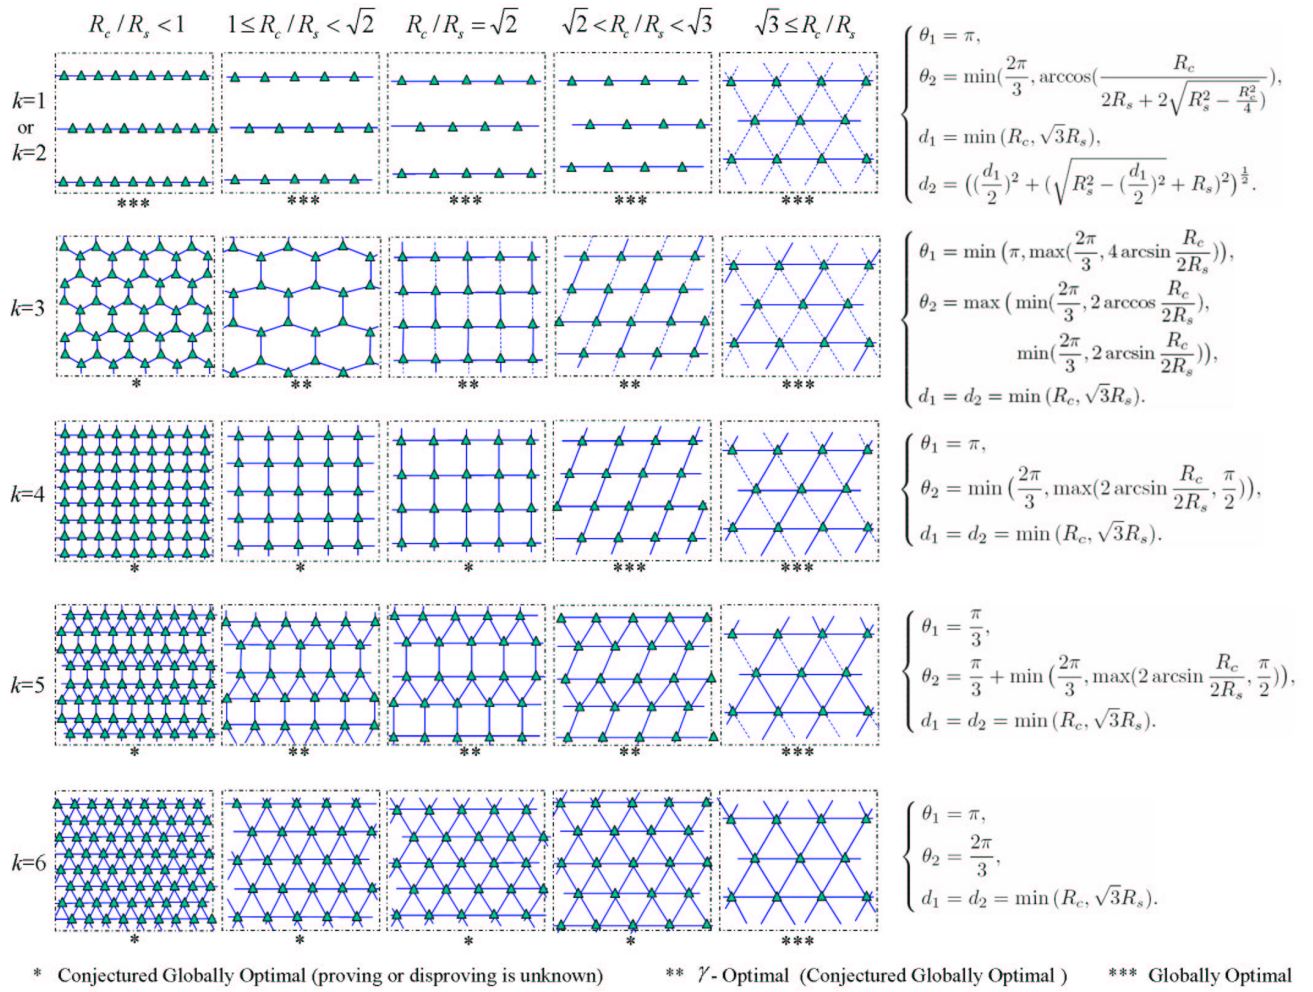 R_c / R_s < 1   1 ≤ R_c / R_s < √2   R_c / R_s = √2   √2 < R_c / R_s < √3   √3 ≤ R_c / R_s
k=1
or
k=2
θ_1 = π,
θ_2 = min(2π/3, arccos(R_c/(2R_s + 2√(R_s^2 − R_c^2/4)))),
d_1 = min (R_c, √3R_s),
d_2 = ((d_1/2)^2 + (√(R_s^2 − (d_1/2)^2) + R_s)^2)^(1/2).
*** *** *** *** ***
k=3
θ_1 = min (π, max(2π/3, 4 arcsin R_c/2R_s)),
θ_2 = max ( min(2π/3, 2 arccos R_c/2R_s),
min(2π/3, 2 arcsin R_c/2R_s)),
d_1 = d_2 = min (R_c, √3R_s).
* ** ** ** ***
k=4
θ_1 = π,
θ_2 = min (2π/3, max(2 arcsin R_c/2R_s, π/2)),
d_1 = d_2 = min (R_c, √3R_s).
* * * *** ***
k=5
θ_1 = π/3,
θ_2 = π/3 + min (2π/3, max(2 arcsin R_c/2R_s, π/2)),
d_1 = d_2 = min (R_c, √3R_s).
* ** ** ** ***
k=6
θ_1 = π,
θ_2 = 2π/3,
d_1 = d_2 = min (R_c, √3R_s).
* * * * ***
* Conjectured Globally Optimal (proving or disproving is unknown)   ** γ- Optimal (Conjectured Globally Optimal )   *** Globally Optimal